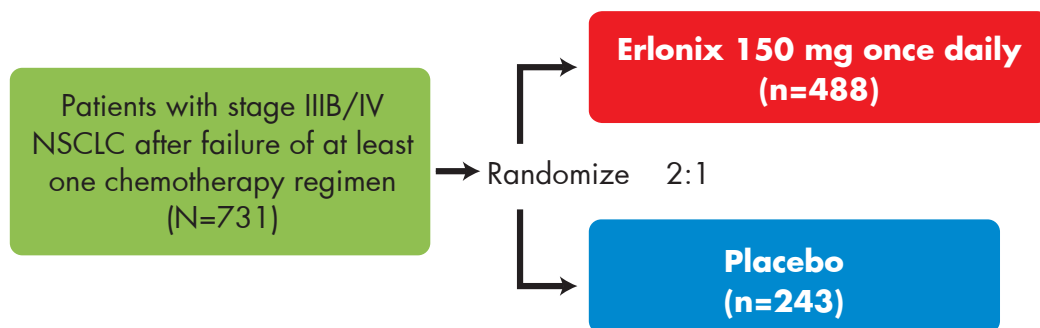 Patients with stage IIIB/IV
NSCLC after failure of at least
one chemotherapy regimen
(N=731)
Randomize 2:1
Erlonix 150 mg once daily
(n=488)
Placebo
(n=243)